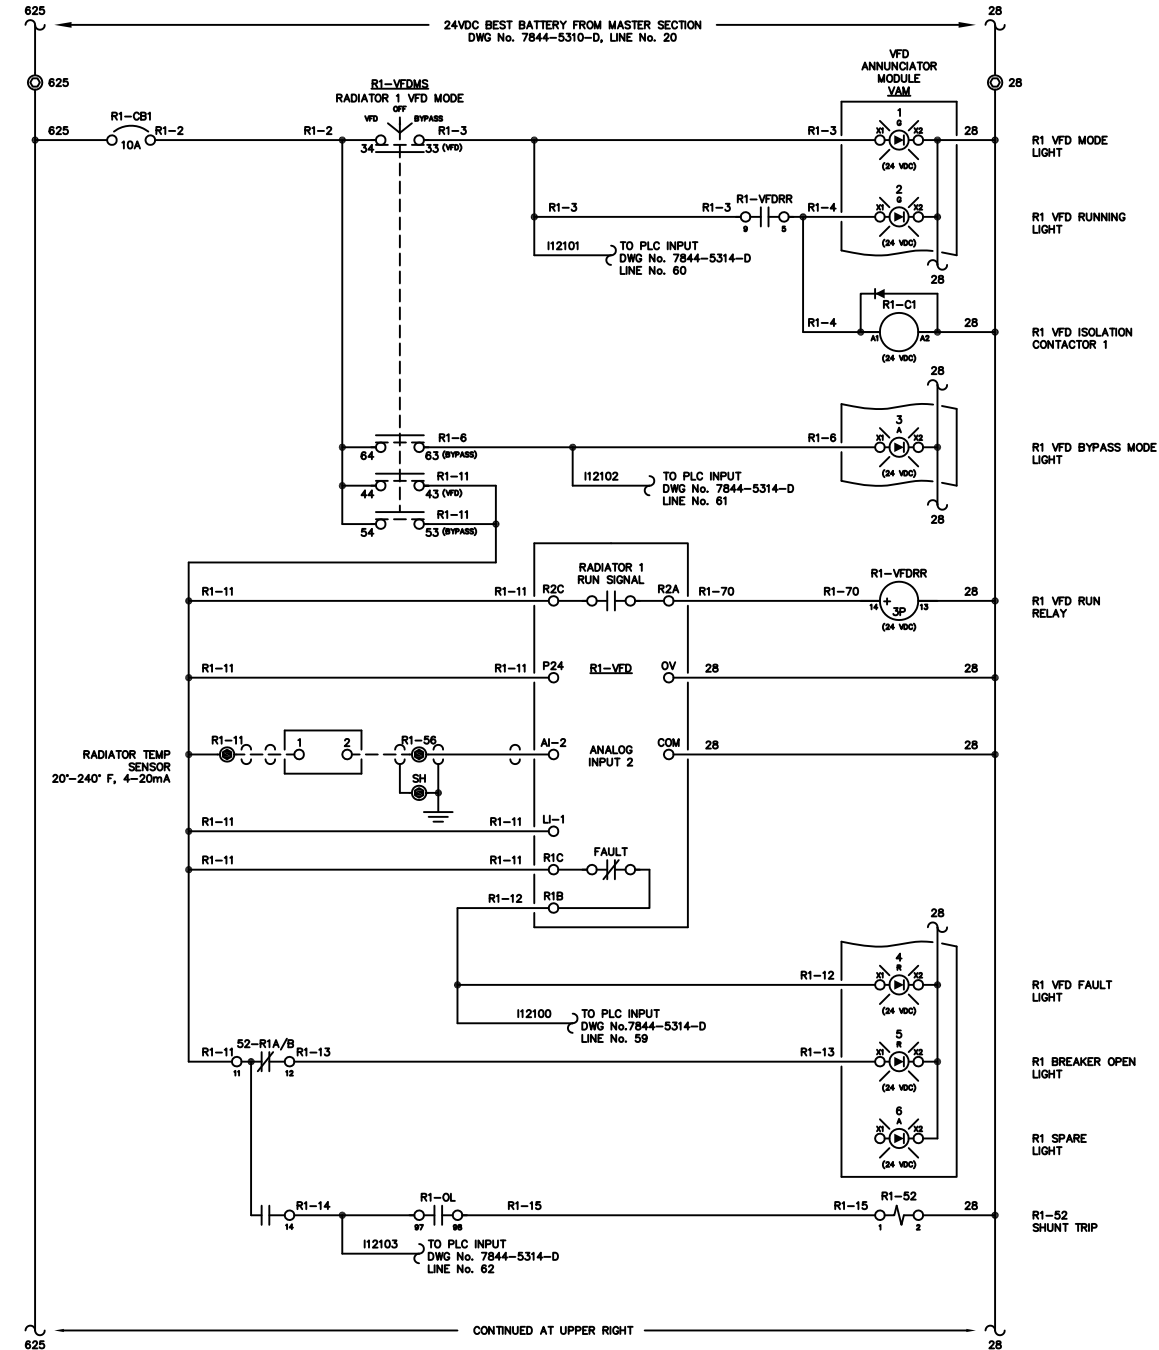 625
28
24VDC BEST BATTERY FROM MASTER SECTION
DWG No. 7844-5310-D, LINE No. 20
625
28
VFD
ANNUNCIATOR
MODULE
VAM
R1-VFDMS
RADIATOR 1 VFD MODE
OFF
VFD BYPASS
R1-CB1
625
10A
R1-2
R1-2
34
33 (VFD)
R1-3
R1-3
1
G
X1 X2
(24 VDC)
28
R1 VFD MODE
LIGHT
R1-3
R1-3
R1-VFDRR
9 5
R1-4
2
G
X1 X2
(24 VDC)
28
R1 VFD RUNNING
LIGHT
I12101
TO PLC INPUT
DWG No. 7844-5314-D
LINE No. 60
R1-4
R1-C1
A1 A2
(24 VDC)
28
R1 VFD ISOLATION
CONTACTOR 1
28
64
63 (BYPASS)
R1-6
R1-6
3
A
X1 X2
(24 VDC)
28
R1 VFD BYPASS MODE
LIGHT
I12102
TO PLC INPUT
DWG No. 7844-5314-D
LINE No. 61
44
43 (VFD)
R1-11
54
53 (BYPASS)
R1-11
RADIATOR 1
RUN SIGNAL
R1-11
R1-11
R2C
R2A
R1-70
R1-70
R1-VFDRR
14 + 13
3P
(24 VDC)
28
R1 VFD RUN
RELAY
R1-11
R1-11
P24
R1-VFD
OV
28
28
RADIATOR TEMP
SENSOR
20°-240° F, 4-20mA
R1-11
1 2
R1-56
SH
AI-2
ANALOG
INPUT 2
COM
28
28
R1-11
R1-11
LI-1
R1-11
R1-11
R1C
FAULT
R1-12
R1B
28
R1-12
4
R
X1 X2
(24 VDC)
R1 VFD FAULT
LIGHT
I12100
TO PLC INPUT
DWG No.7844-5314-D
LINE No. 59
R1-11
52-R1A/B
11 12
R1-13
R1-13
5
R
X1 X2
(24 VDC)
R1 BREAKER OPEN
LIGHT
6
A
X1 X2
(24 VDC)
R1 SPARE
LIGHT
14
R1-14
R1-OL
97 98
R1-15
R1-15
R1-52
1 2
28
R1-52
SHUNT TRIP
I12103
TO PLC INPUT
DWG No. 7844-5314-D
LINE No. 62
625
CONTINUED AT UPPER RIGHT
28